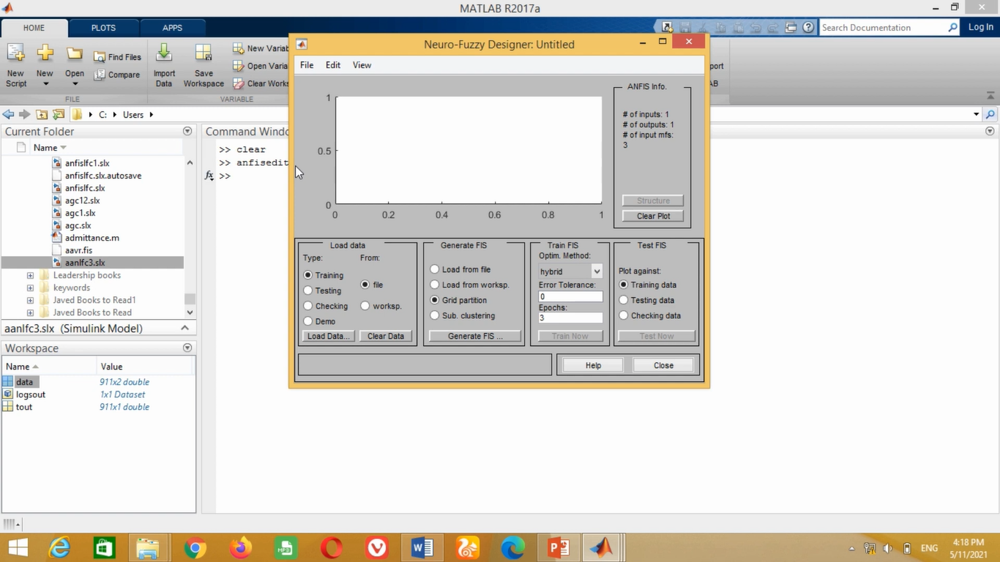 MATLAB R2017a
HOME PLOTS APPS
Search Documentation Log In
New Script
New
Open
Find Files
Compare
FILE
Import Data
Save Workspace
New Variab
Open Varia
Clear Works
VARIABLE
port
AB
C: Users
Current Folder
Name
anfislfc1.slx
anfislfc.slx.autosave
anfislfc.slx
agc12.slx
agc1.slx
agc.slx
admittance.m
aavr.fis
aanlfc3.slx
Leadership books
keywords
Javed Books to Read1
Javed Books to Read
aanlfc3.slx (Simulink Model)
Workspace
Name Value
data 911x2 double
logsout 1x1 Dataset
tout 911x1 double
Command Windo
>> clear
>> anfisedit
fx >>
Neuro-Fuzzy Designer: Untitled
File Edit View
1
0.5
0
0 0.2 0.4 0.6 0.8 1
ANFIS Info.
# of inputs: 1
# of outputs: 1
# of input mfs:
3
Structure
Clear Plot
Load data
Type: From:
Training
Testing
Checking
Demo
file
worksp.
Load Data... Clear Data
Generate FIS
Load from file
Load from worksp.
Grid partition
Sub. clustering
Generate FIS ...
Train FIS
Optim. Method:
hybrid
Error Tolerance:
0
Epochs:
3
Train Now
Test FIS
Plot against:
Training data
Testing data
Checking data
Test Now
Help Close
ENG
4:18 PM
5/11/2021